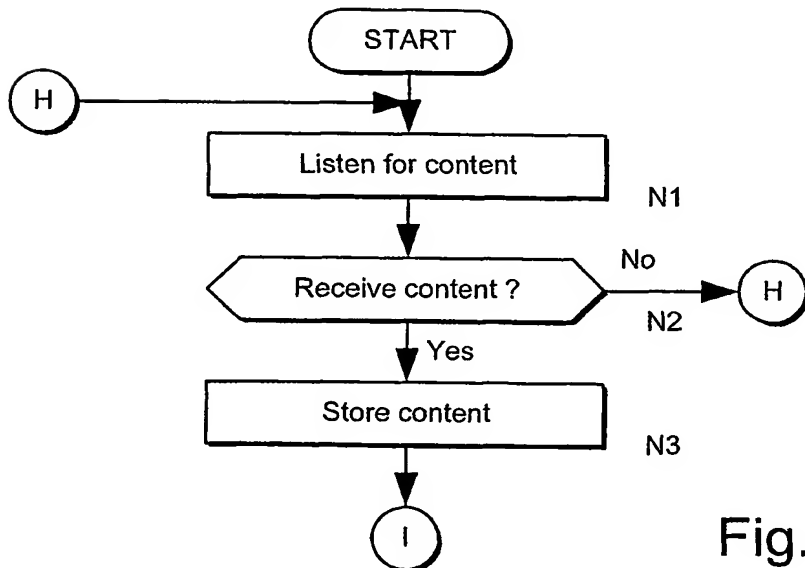 START
H
Listen for content
N1
No
Receive content ?
H
N2
Yes
Store content
N3
I
Fig.